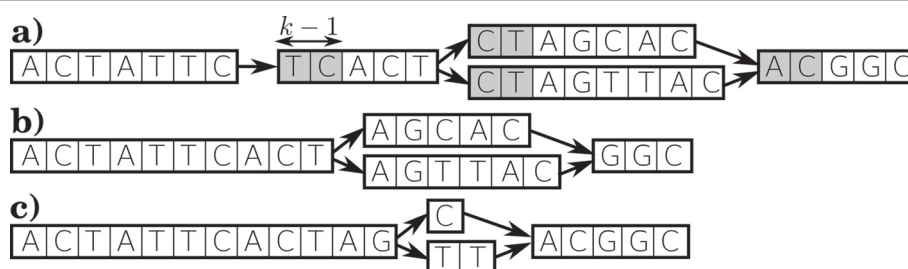 a)
k − 1
ACTATTC TCACT CTAGCAC ACGGC
CTAGTTAC
b)
ACTATTCACT AGCAC GGC
AGTTAC
c)
ACTATTCACTAG C ACGGC
TT